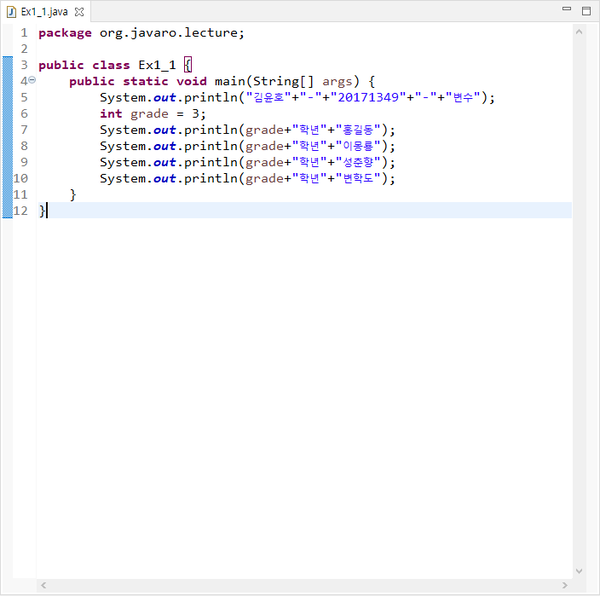 Ex1_1.java
1 package org.javaro.lecture;
2
3 public class Ex1_1 {
4 public static void main(String[] args) {
5 System.out.println("김윤호"+"-"+"20171349"+"-"+"변수");
6 int grade = 3;
7 System.out.println(grade+"학년"+"홍길동");
8 System.out.println(grade+"학년"+"이몽룡");
9 System.out.println(grade+"학년"+"성춘향");
10 System.out.println(grade+"학년"+"변학도");
11 }
12 }